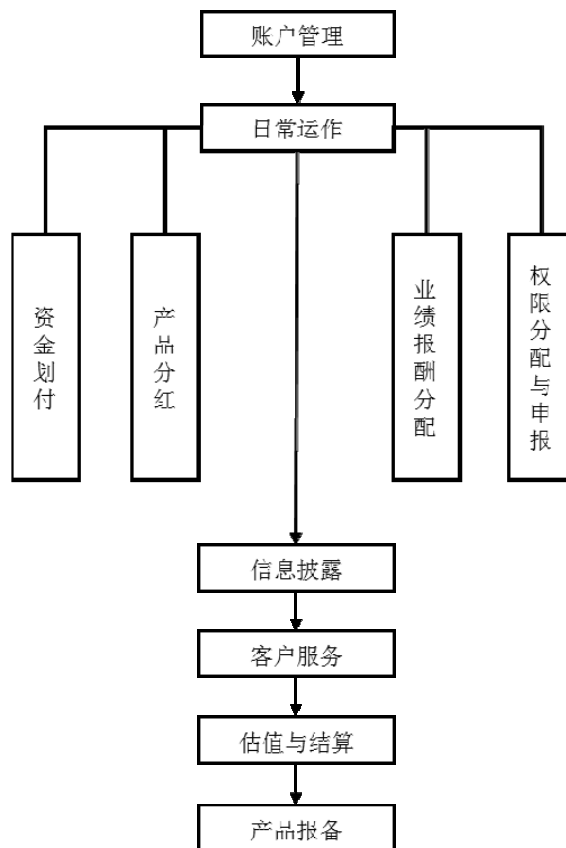 账户管理
日常运作
资金划付
产品分红
业绩报酬分配
权限分配与申报
信息披露
客户服务
估值与结算
产品报备